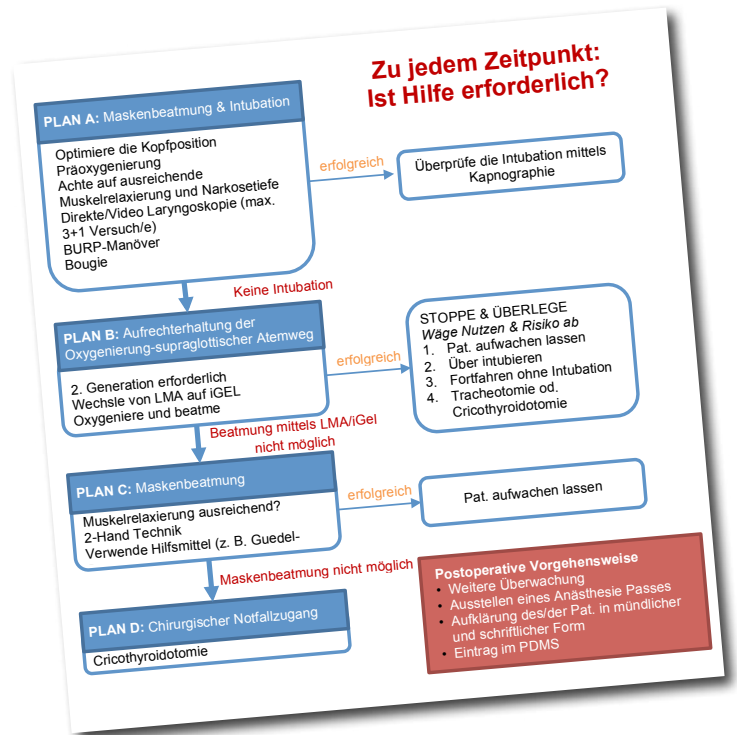 Zu jedem Zeitpunkt:
Ist Hilfe erforderlich?
PLAN A: Maskenbeatmung & Intubation
Optimiere die Kopfposition
Präoxygenierung
Achte auf ausreichende
Muskelrelaxierung und Narkosetiefe
Direkte/Video Laryngoskopie (max.
3+1 Versuch/e)
BURP-Manöver
Bougie
erfolgreich
Überprüfe die Intubation mittels
Kapnographie
Keine Intubation
PLAN B: Aufrechterhaltung der
Oxygenierung-supraglottischer Atemweg
2. Generation erforderlich
Wechsle von LMA auf iGEL
Oxygeniere und beatme
erfolgreich
STOPPE & ÜBERLEGE
Wäge Nutzen & Risiko ab
1. Pat. aufwachen lassen
2. Über intubieren
3. Fortfahren ohne Intubation
4. Tracheotomie od.
Cricothyroidotomie
Beatmung mittels LMA/iGel
nicht möglich
PLAN C: Maskenbeatmung
Muskelrelaxierung ausreichend?
2-Hand Technik
Verwende Hilfsmittel (z. B. Guedel-
erfolgreich
Pat. aufwachen lassen
Maskenbeatmung nicht möglich
PLAN D: Chirurgischer Notfallzugang
Cricothyroidotomie
Postoperative Vorgehensweise
• Weitere Überwachung
• Ausstellen eines Anästhesie Passes
• Aufklärung des/der Pat. in mündlicher
und schriftlicher Form
• Eintrag im PDMS